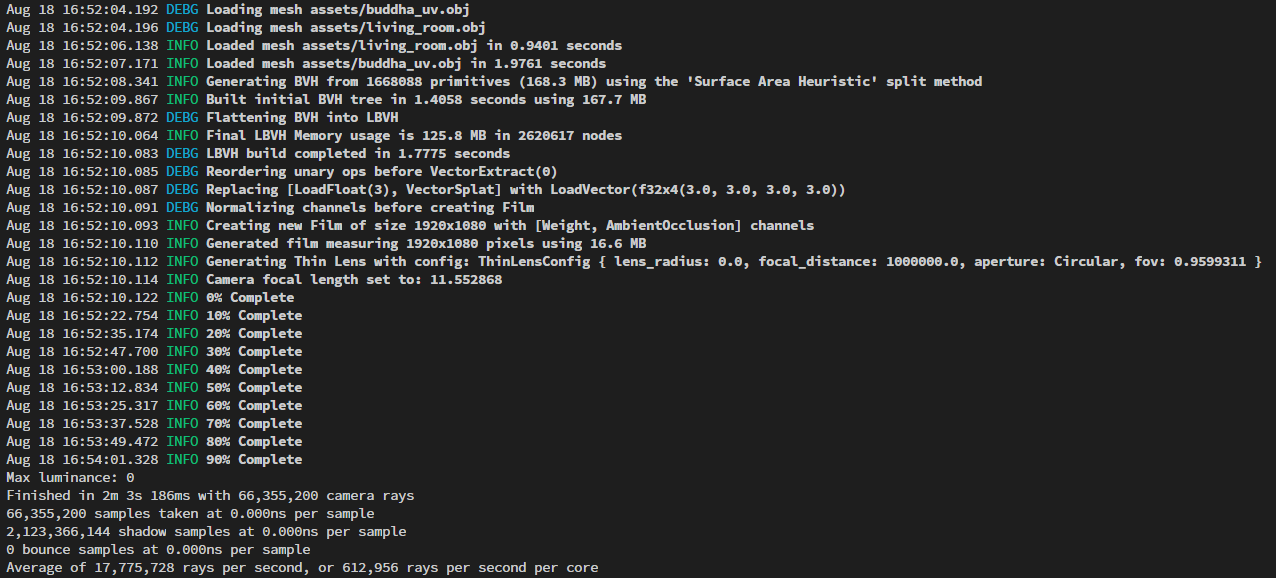 Aug 18 16:52:04.192 DEBG Loading mesh assets/buddha_uv.obj
Aug 18 16:52:04.196 DEBG Loading mesh assets/living_room.obj
Aug 18 16:52:06.138 INFO Loaded mesh assets/living_room.obj in 0.9401 seconds
Aug 18 16:52:07.171 INFO Loaded mesh assets/buddha_uv.obj in 1.9761 seconds
Aug 18 16:52:08.341 INFO Generating BVH from 1668088 primitives (168.3 MB) using the 'Surface Area Heuristic' split method
Aug 18 16:52:09.867 INFO Built initial BVH tree in 1.4058 seconds using 167.7 MB
Aug 18 16:52:09.872 DEBG Flattening BVH into LBVH
Aug 18 16:52:10.064 INFO Final LBVH Memory usage is 125.8 MB in 2620617 nodes
Aug 18 16:52:10.083 DEBG LBVH build completed in 1.7775 seconds
Aug 18 16:52:10.085 DEBG Reordering unary ops before VectorExtract(0)
Aug 18 16:52:10.087 DEBG Replacing [LoadFloat(3), VectorSplat] with LoadVector(f32x4(3.0, 3.0, 3.0, 3.0))
Aug 18 16:52:10.091 DEBG Normalizing channels before creating Film
Aug 18 16:52:10.093 INFO Creating new Film of size 1920x1080 with [Weight, AmbientOcclusion] channels
Aug 18 16:52:10.110 INFO Generated film measuring 1920x1080 pixels using 16.6 MB
Aug 18 16:52:10.112 INFO Generating Thin Lens with config: ThinLensConfig { lens_radius: 0.0, focal_distance: 1000000.0, aperture: Circular, fov: 0.9599311 }
Aug 18 16:52:10.114 INFO Camera focal length set to: 11.552868
Aug 18 16:52:10.122 INFO 0% Complete
Aug 18 16:52:22.754 INFO 10% Complete
Aug 18 16:52:35.174 INFO 20% Complete
Aug 18 16:52:47.700 INFO 30% Complete
Aug 18 16:53:00.188 INFO 40% Complete
Aug 18 16:53:12.834 INFO 50% Complete
Aug 18 16:53:25.317 INFO 60% Complete
Aug 18 16:53:37.528 INFO 70% Complete
Aug 18 16:53:49.472 INFO 80% Complete
Aug 18 16:54:01.328 INFO 90% Complete
Max luminance: 0
Finished in 2m 3s 186ms with 66,355,200 camera rays
66,355,200 samples taken at 0.000ns per sample
2,123,366,144 shadow samples at 0.000ns per sample
0 bounce samples at 0.000ns per sample
Average of 17,775,728 rays per second, or 612,956 rays per second per core